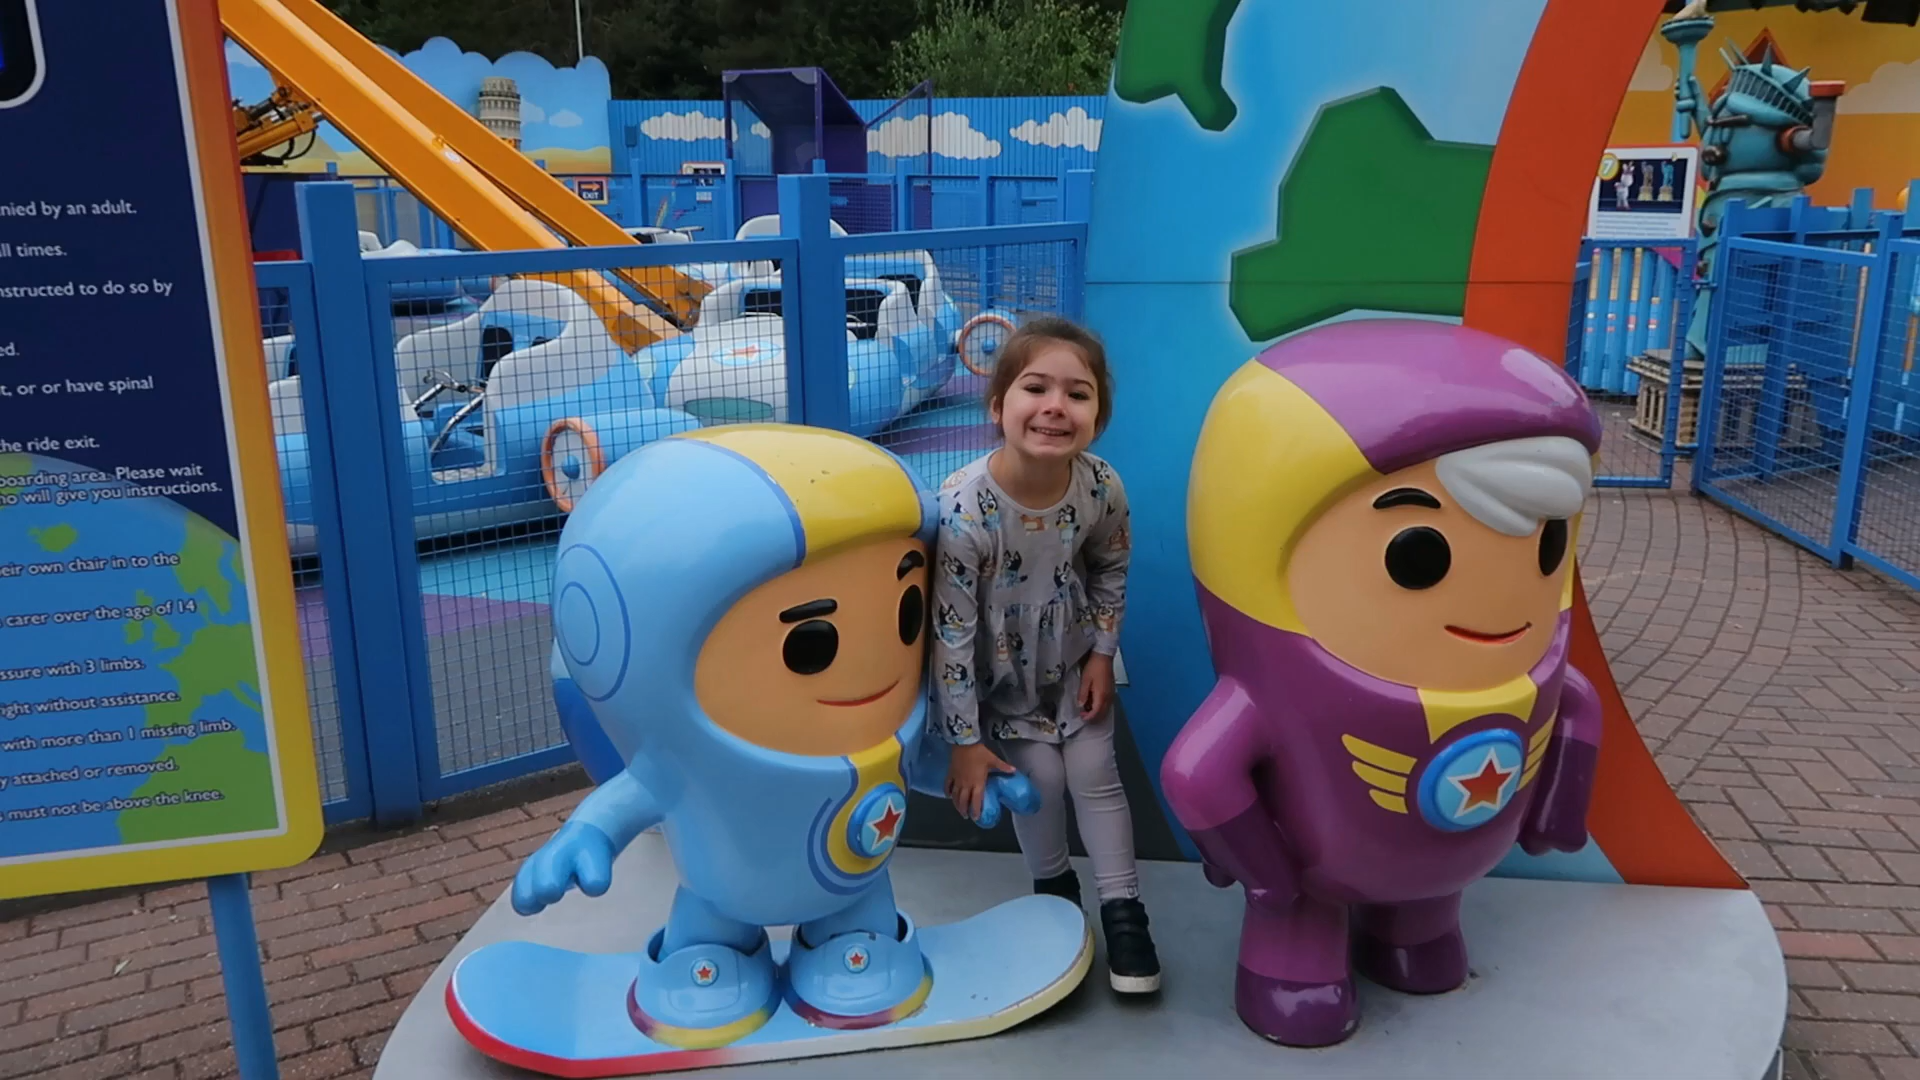 nied by an adult.
ll times.
nstructed to do so by
ed.
t, or or have spinal
he ride exit.
boarding area. Please wait
ho will give you instructions.
eir own chair in to the
carer over the age of 14
ssure with 3 limbs.
ight without assistance.
with more than 1 missing limb.
y attached or removed.
s must not be above the knee.
EXIT
7